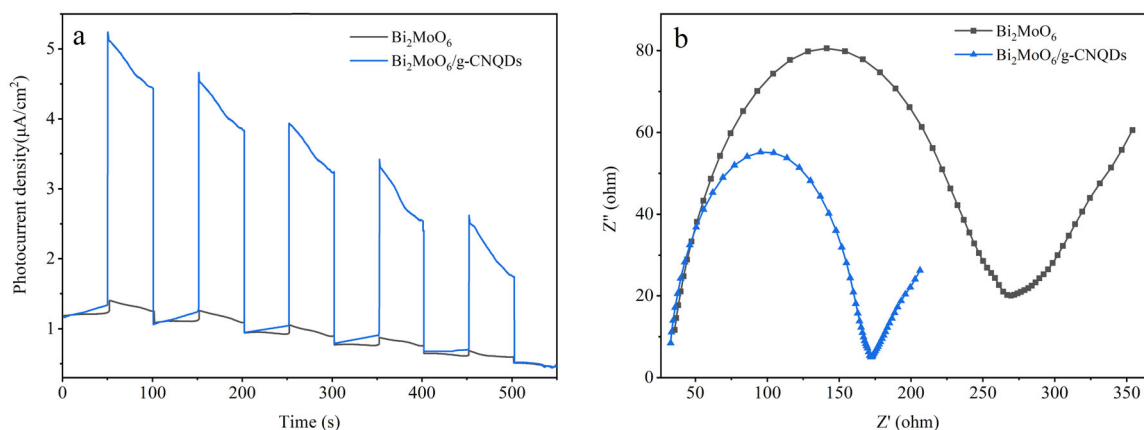 a
Bi₂MoO₆
Bi₂MoO₆/g-CNQDs
Photocurrent density(μA/cm²)
5
4
3
2
1
0 100 200 300 400 500
Time (s)
b
Bi₂MoO₆
Bi₂MoO₆/g-CNQDs
Z'' (ohm)
80
60
40
20
0
50 100 150 200 250 300 350
Z' (ohm)